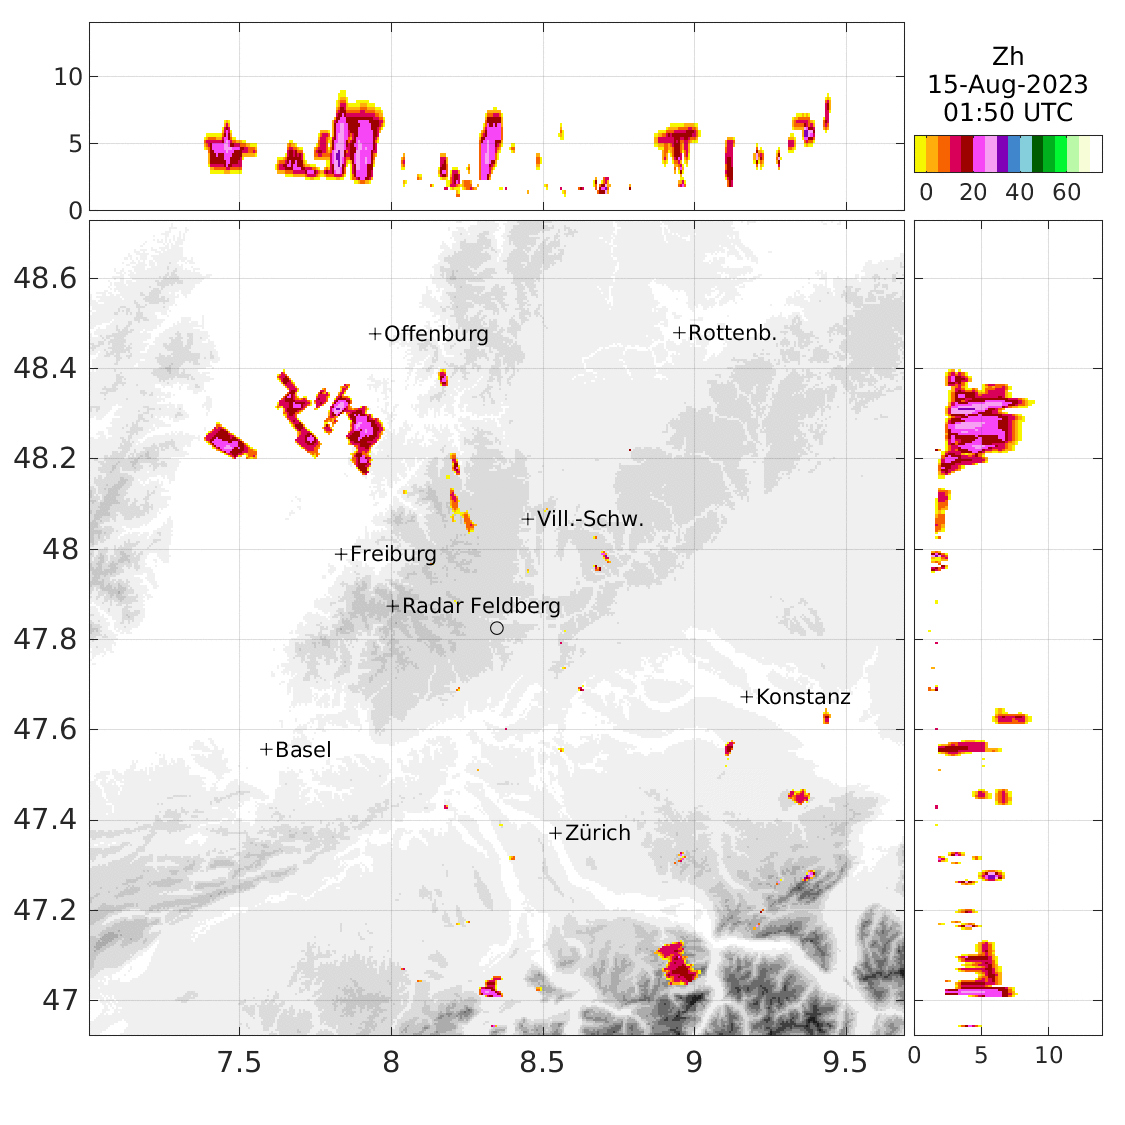 10
5
0
Zh
15-Aug-2023
01:50 UTC
0 20 40 60
48.6
48.4
48.2
48
47.8
47.6
47.4
47.2
47
+Offenburg
+Rottenb.
+Vill.-Schw.
+Freiburg
+Radar Feldberg
+Konstanz
+Basel
+Zürich
7.5 8 8.5 9 9.5
0 5 10